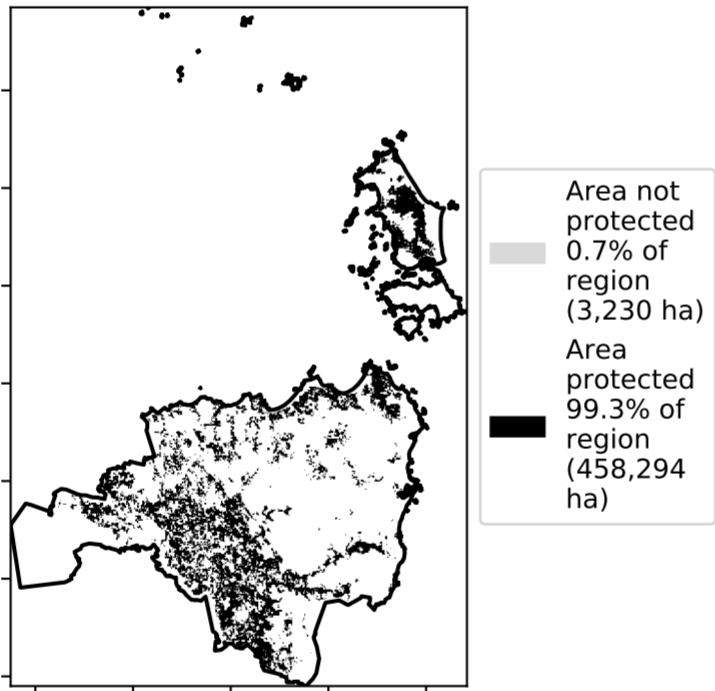 Area not
protected
0.7% of
region
(3,230 ha)
Area
protected
99.3% of
region
(458,294
ha)